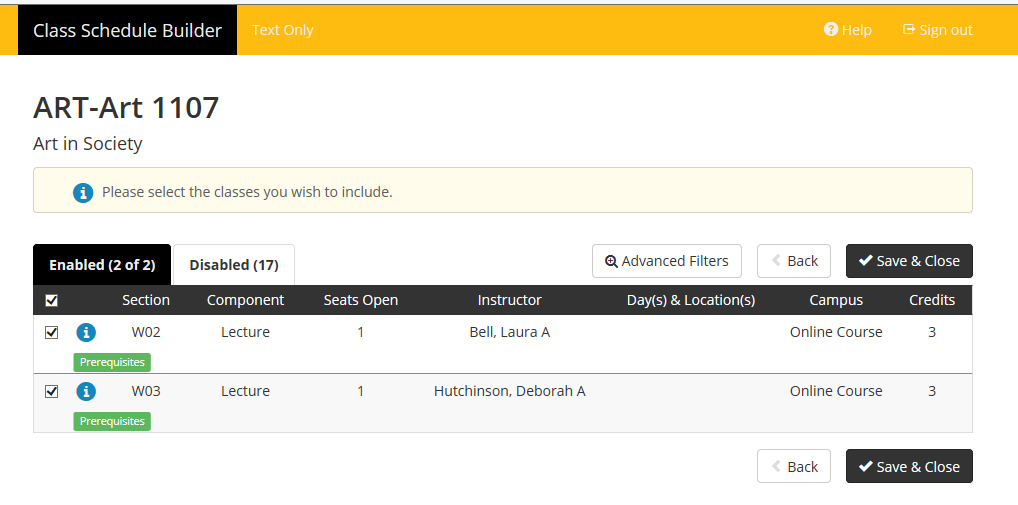 Class Schedule Builder Text Only Help Sign out
ART-Art 1107
Art in Society
Please select the classes you wish to include.
Enabled (2 of 2) Disabled (17) Advanced Filters Back Save & Close
Section Component Seats Open Instructor Day(s) & Location(s) Campus Credits
W02 Lecture 1 Bell, Laura A Online Course 3
Prerequisites
W03 Lecture 1 Hutchinson, Deborah A Online Course 3
Prerequisites
Back Save & Close